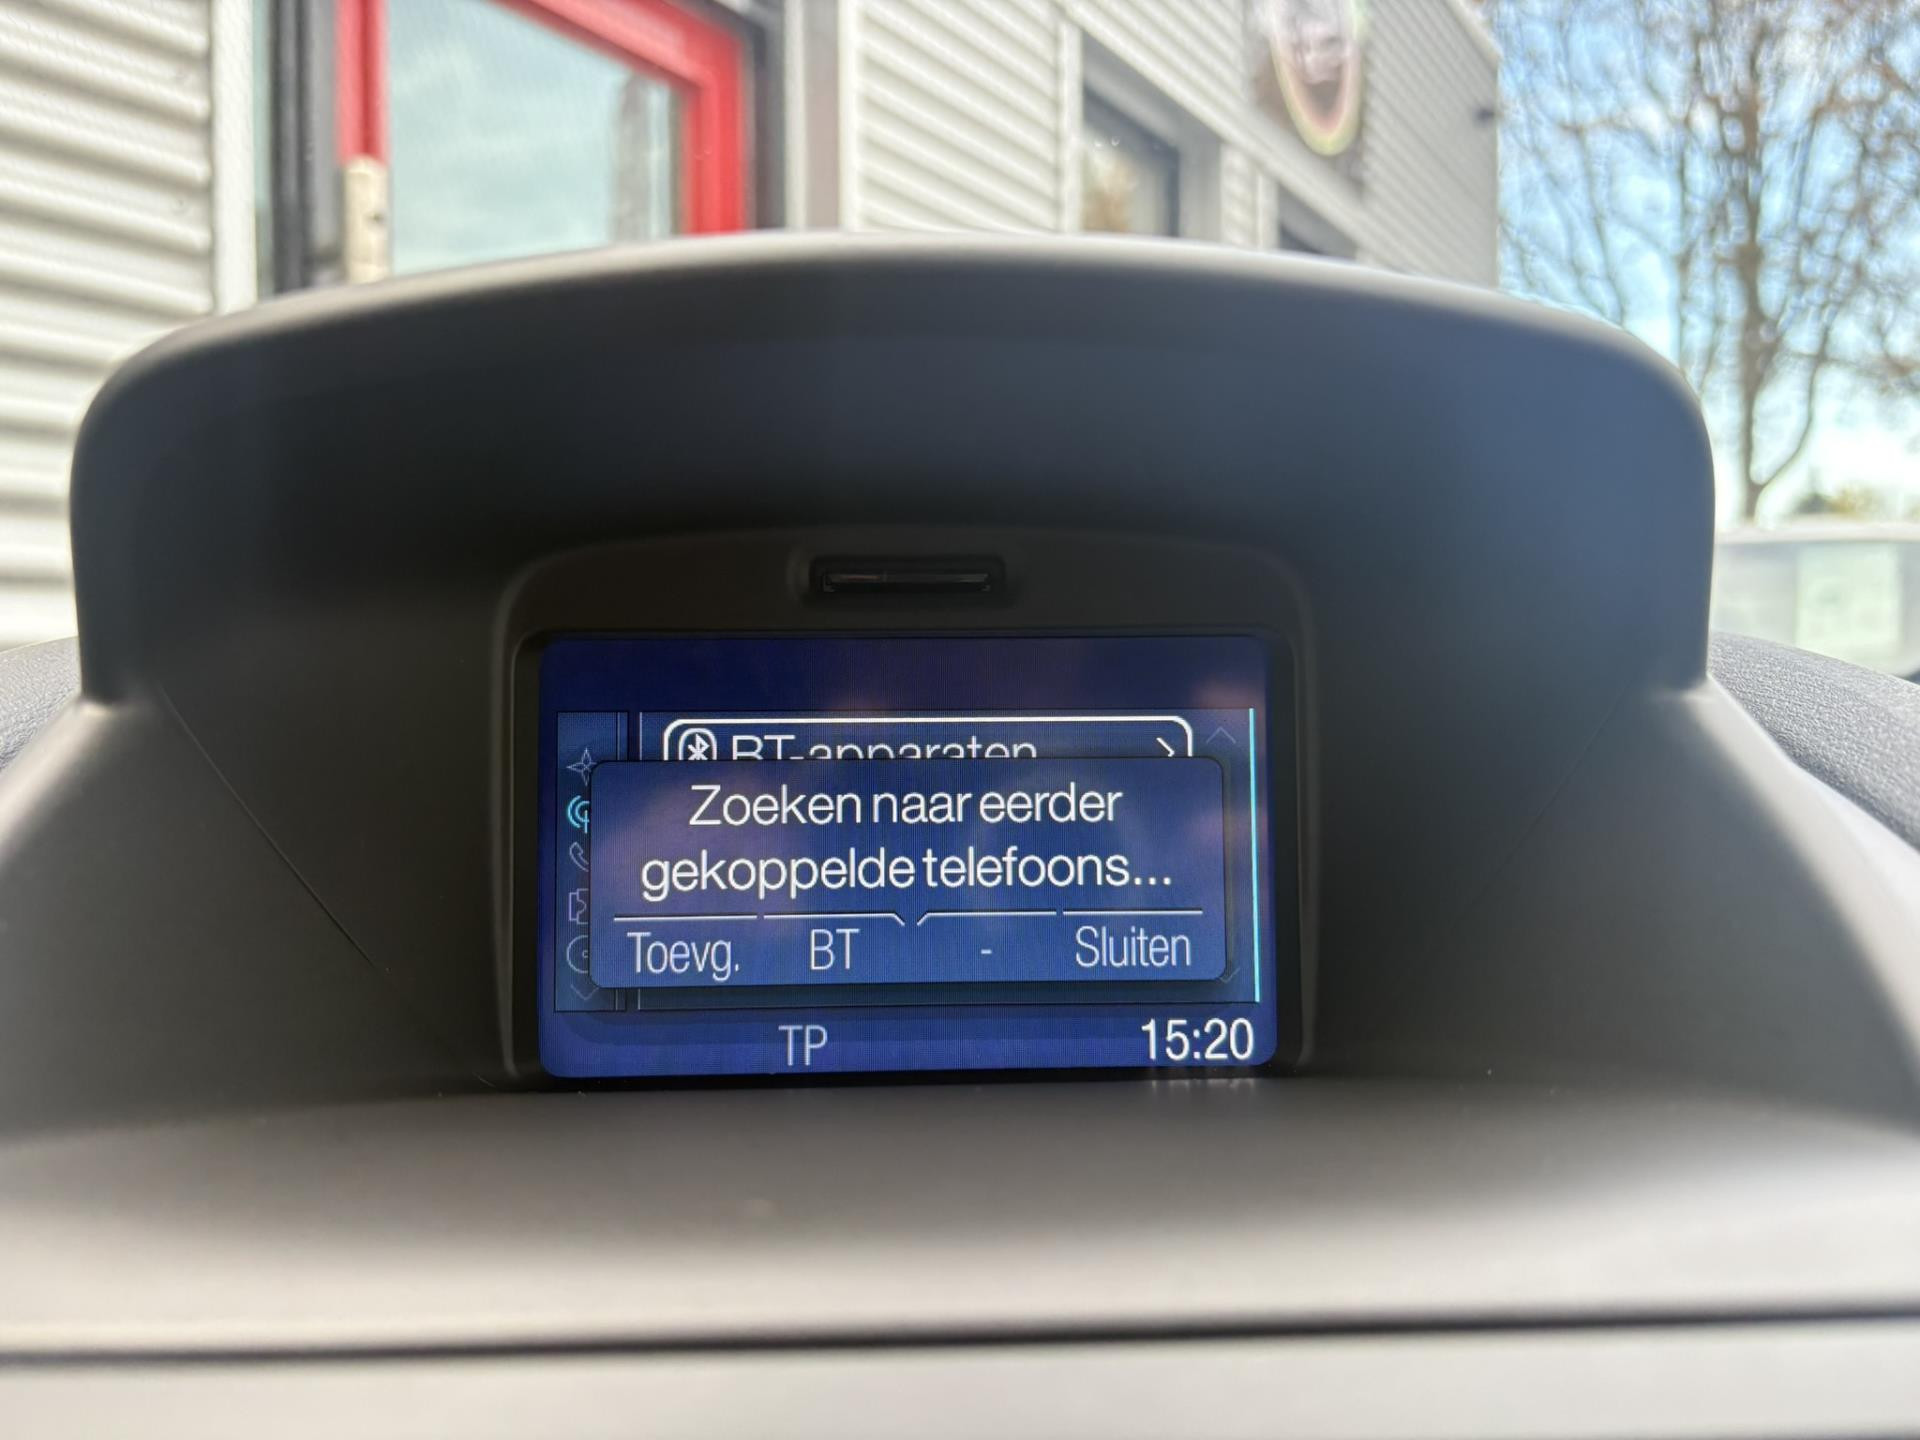 BT-apparaten
Zoeken naar eerder
gekoppelde telefoons...
Toevg. BT - Sluiten
TP 15:20